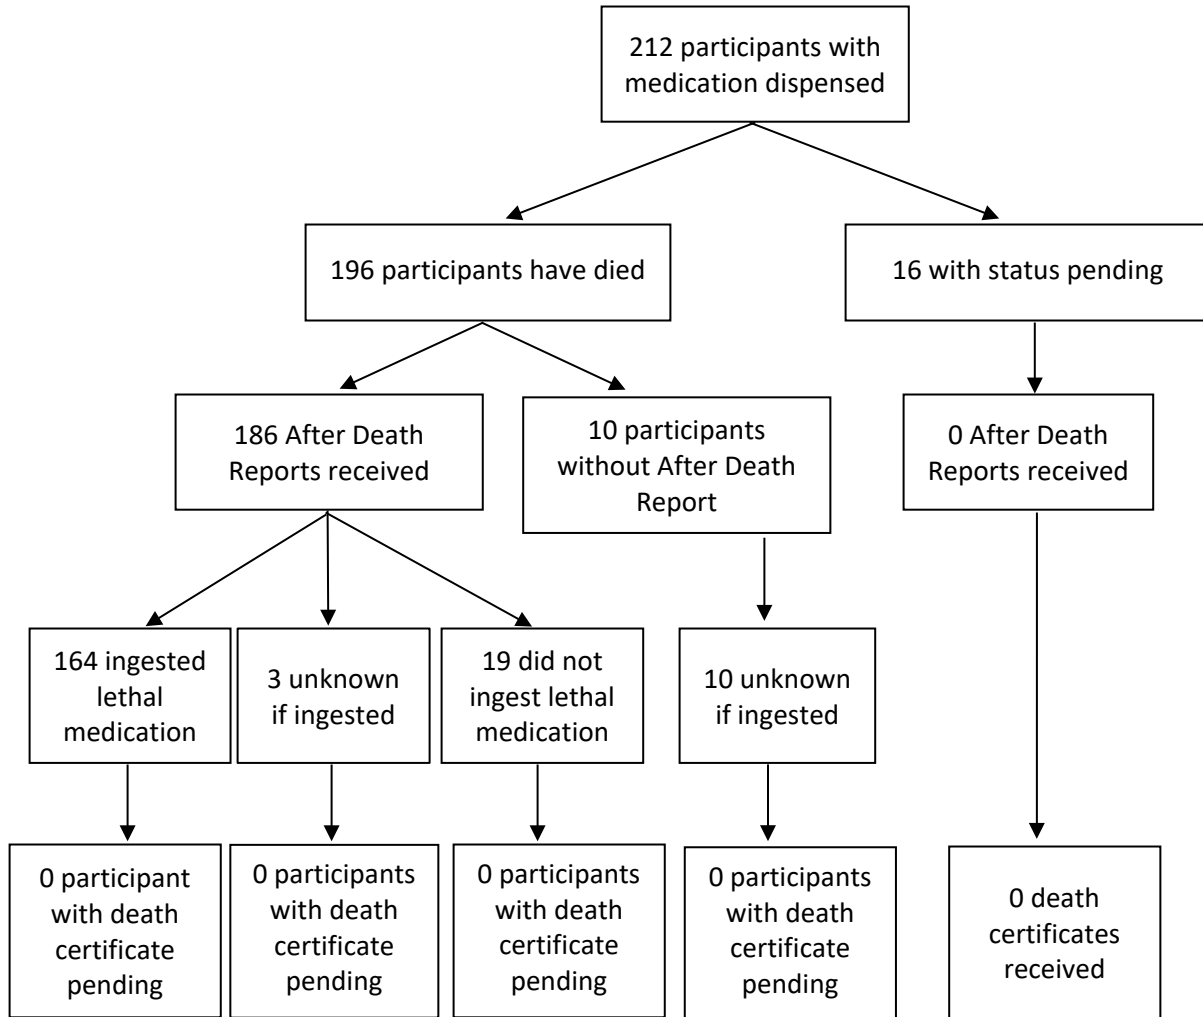 212 participants with
medication dispensed
196 participants have died
16 with status pending
186 After Death
Reports received
10 participants
without After Death
Report
0 After Death
Reports received
164 ingested
lethal
medication
3 unknown
if ingested
19 did not
ingest lethal
medication
10 unknown
if ingested
0 participant
with death
certificate
pending
0 participants
with death
certificate
pending
0 participants
with death
certificate
pending
0 participants
with death
certificate
pending
0 death
certificates
received